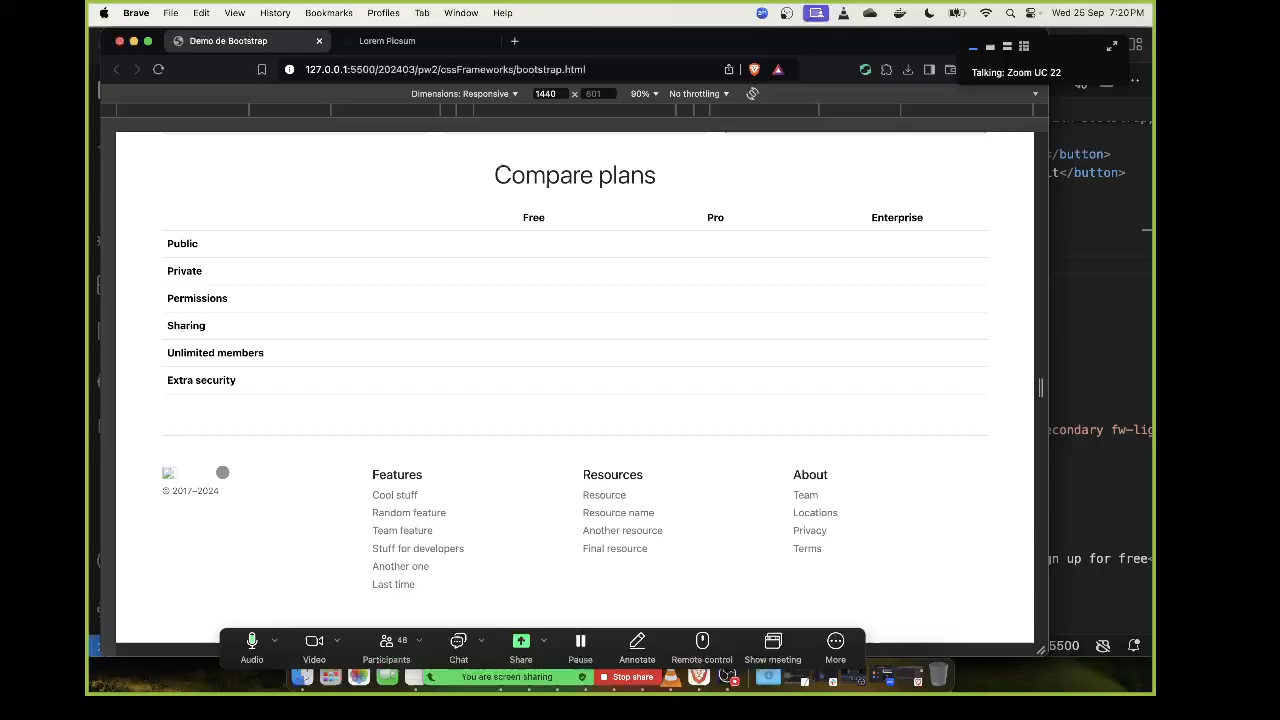 Brave File Edit View History Bookmarks Profiles Tab Window Help Wed 25 Sep 7:20PM
Demo de Bootstrap Lorem Picsum
127.0.0.1:5500/202403/pw2/cssFrameworks/bootstrap.html
Talking: Zoom UC 22
Dimensions: Responsive 1440 × 801 90% No throttling
</button>
</button>
Compare plans
Free Pro Enterprise
Public
Private
Permissions
Sharing
Unlimited members
Extra security
© 2017–2024
Features
Cool stuff
Random feature
Team feature
Stuff for developers
Another one
Last time
Resources
Resource
Resource name
Another resource
Final resource
About
Team
Locations
Privacy
Terms
econdary fw-lig
gn up for free<
5500
48
Audio Video Participants Chat Share Pause Annotate Remote control Show meeting More
You are screen sharing Stop share